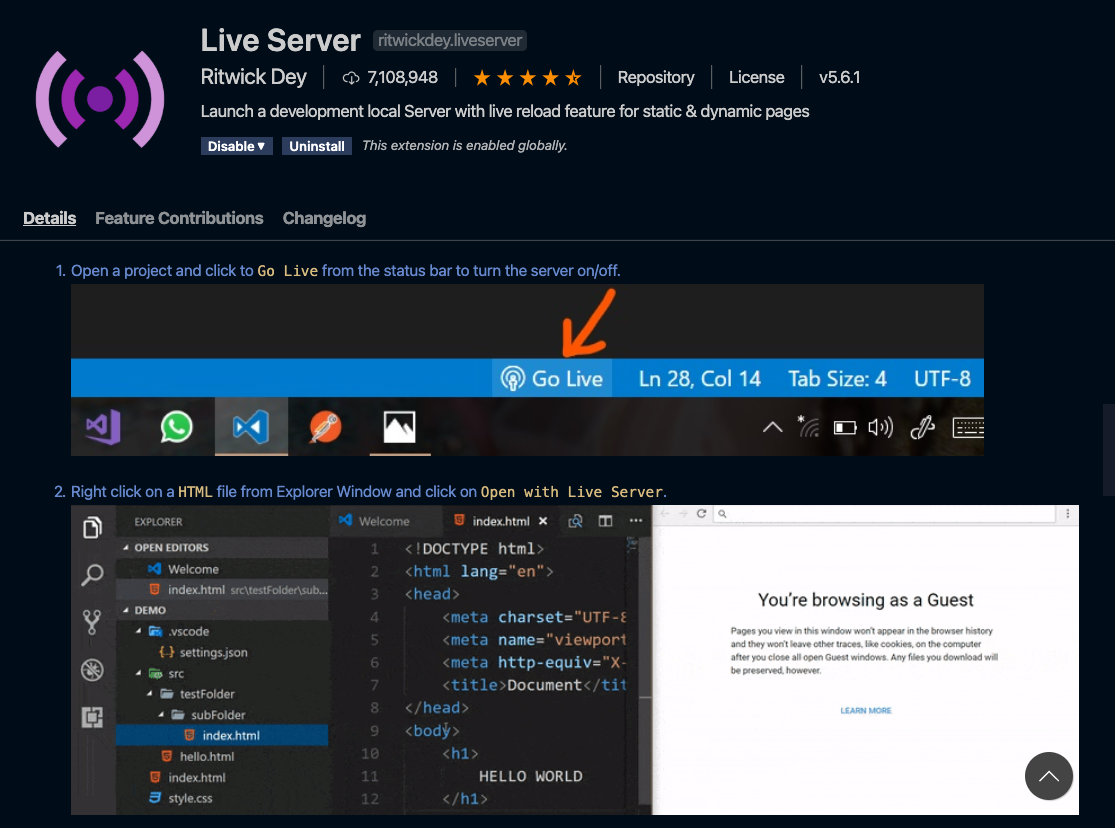 Live Server ritwickdey.liveserver
Ritwick Dey 7,108,948 Repository License v5.6.1
Launch a development local Server with live reload feature for static & dynamic pages
Disable Uninstall This extension is enabled globally.
Details Feature Contributions Changelog
1. Open a project and click to Go Live from the status bar to turn the server on/off.
Go Live Ln 28, Col 14 Tab Size: 4 UTF-8
2. Right click on a HTML file from Explorer Window and click on Open with Live Server.
EXPLORER
OPEN EDITORS
Welcome
index.html src\testFolder\sub...
DEMO
.vscode
settings.json
src
testFolder
subFolder
index.html
hello.html
index.html
style.css
Welcome index.html
1 <!DOCTYPE html>
2 <html lang="en">
3 <head>
4 <meta charset="UTF-8
5 <meta name="viewport
6 <meta http-equiv="X-
7 <title>Document</tit
8 </head>
9 <body>
10 <h1>
11 HELLO WORLD
12 </h1>
You're browsing as a Guest
Pages you view in this window won't appear in the browser history
and they won't leave other traces, like cookies, on the computer
after you close all open Guest windows. Any files you download will
be preserved, however.
LEARN MORE